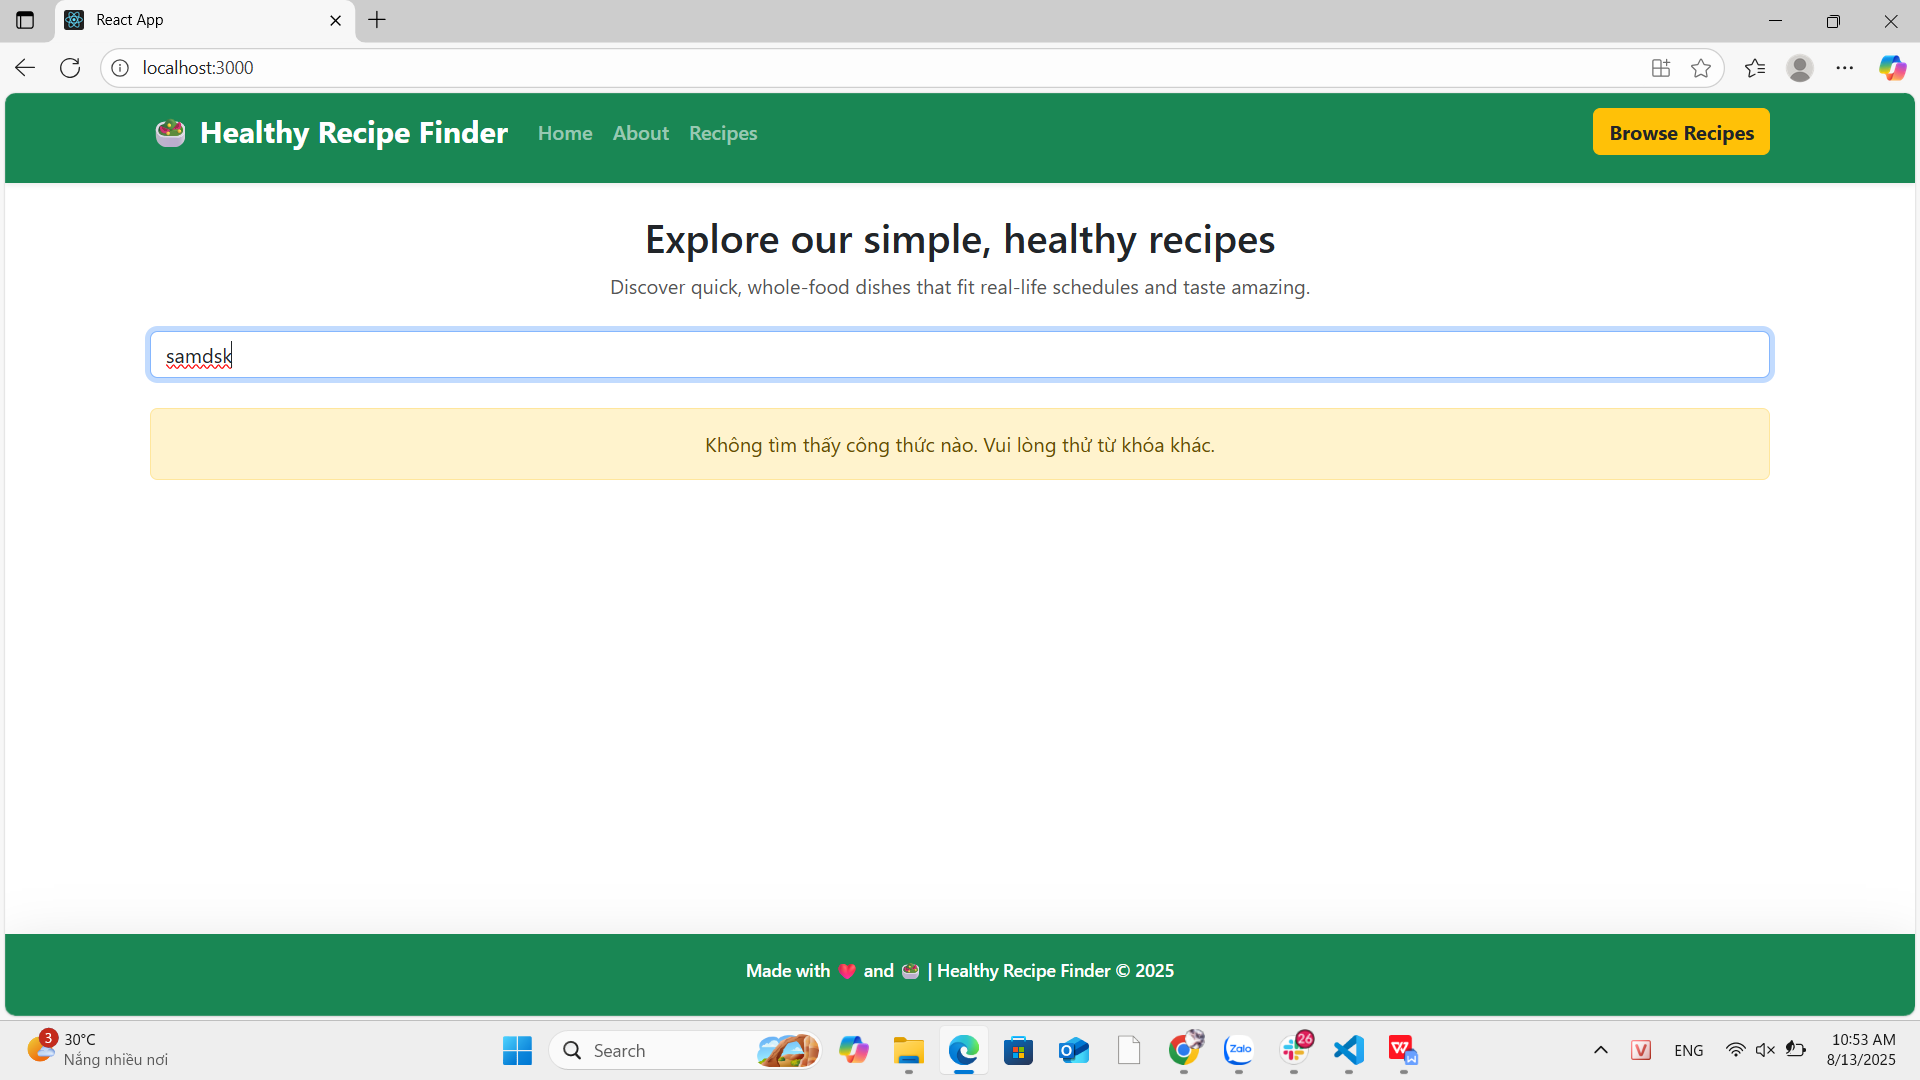 React App
localhost:3000
Healthy Recipe Finder Home About Recipes Browse Recipes
Explore our simple, healthy recipes
Discover quick, whole-food dishes that fit real-life schedules and taste amazing.
samdsk
Không tìm thấy công thức nào. Vui lòng thử từ khóa khác.
Made with and | Healthy Recipe Finder © 2025
3 30°C
Nắng nhiều nơi
Search
Zalo
26
ENG
10:53 AM
8/13/2025